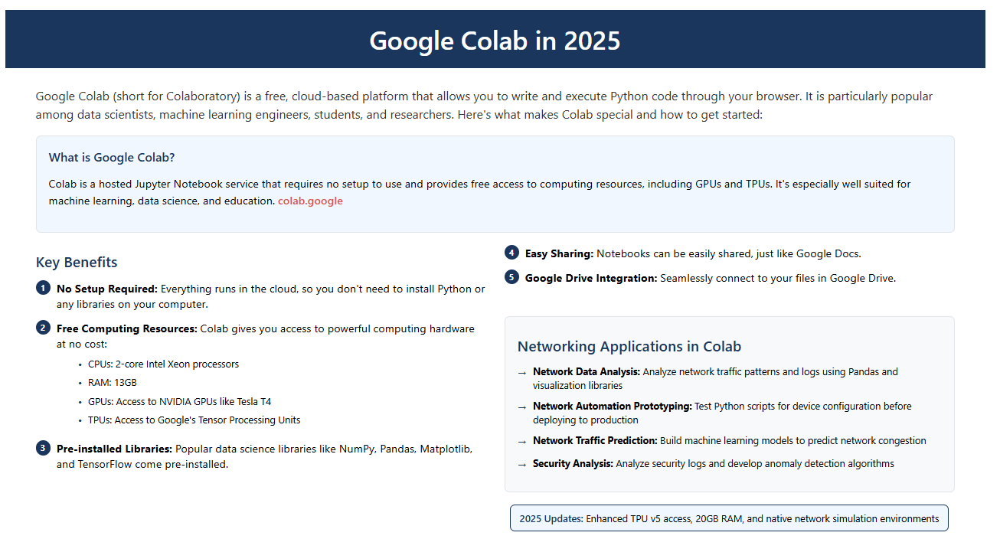 Google Colab in 2025
Google Colab (short for Colaboratory) is a free, cloud-based platform that allows you to write and execute Python code through your browser. It is particularly popular
among data scientists, machine learning engineers, students, and researchers. Here's what makes Colab special and how to get started:
What is Google Colab?
Colab is a hosted Jupyter Notebook service that requires no setup to use and provides free access to computing resources, including GPUs and TPUs. It's especially well suited for
machine learning, data science, and education. colab.google
Key Benefits
1 No Setup Required: Everything runs in the cloud, so you don't need to install Python or
any libraries on your computer.
2 Free Computing Resources: Colab gives you access to powerful computing hardware
at no cost:
• CPUs: 2-core Intel Xeon processors
• RAM: 13GB
• GPUs: Access to NVIDIA GPUs like Tesla T4
• TPUs: Access to Google's Tensor Processing Units
3 Pre-installed Libraries: Popular data science libraries like NumPy, Pandas, Matplotlib,
and TensorFlow come pre-installed.
4 Easy Sharing: Notebooks can be easily shared, just like Google Docs.
5 Google Drive Integration: Seamlessly connect to your files in Google Drive.
Networking Applications in Colab
→ Network Data Analysis: Analyze network traffic patterns and logs using Pandas and
visualization libraries
→ Network Automation Prototyping: Test Python scripts for device configuration before
deploying to production
→ Network Traffic Prediction: Build machine learning models to predict network congestion
→ Security Analysis: Analyze security logs and develop anomaly detection algorithms
2025 Updates: Enhanced TPU v5 access, 20GB RAM, and native network simulation environments